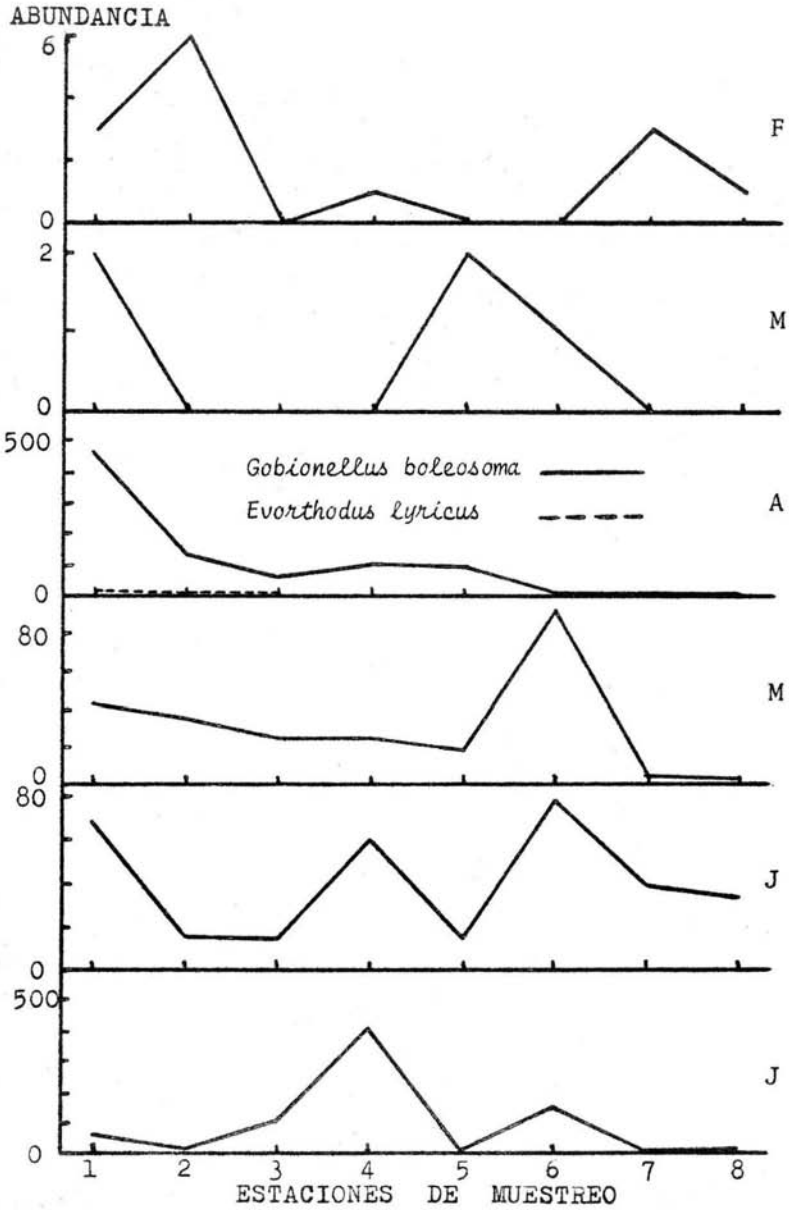 ABUNDANCIA
6
F
0
2
M
0
500
Gobionellus boleosoma
Evorthodus lyricus
A
0
80
M
0
80
J
0
500
J
0
1 2 3 4 5 6 7 8
ESTACIONES DE MUESTREO